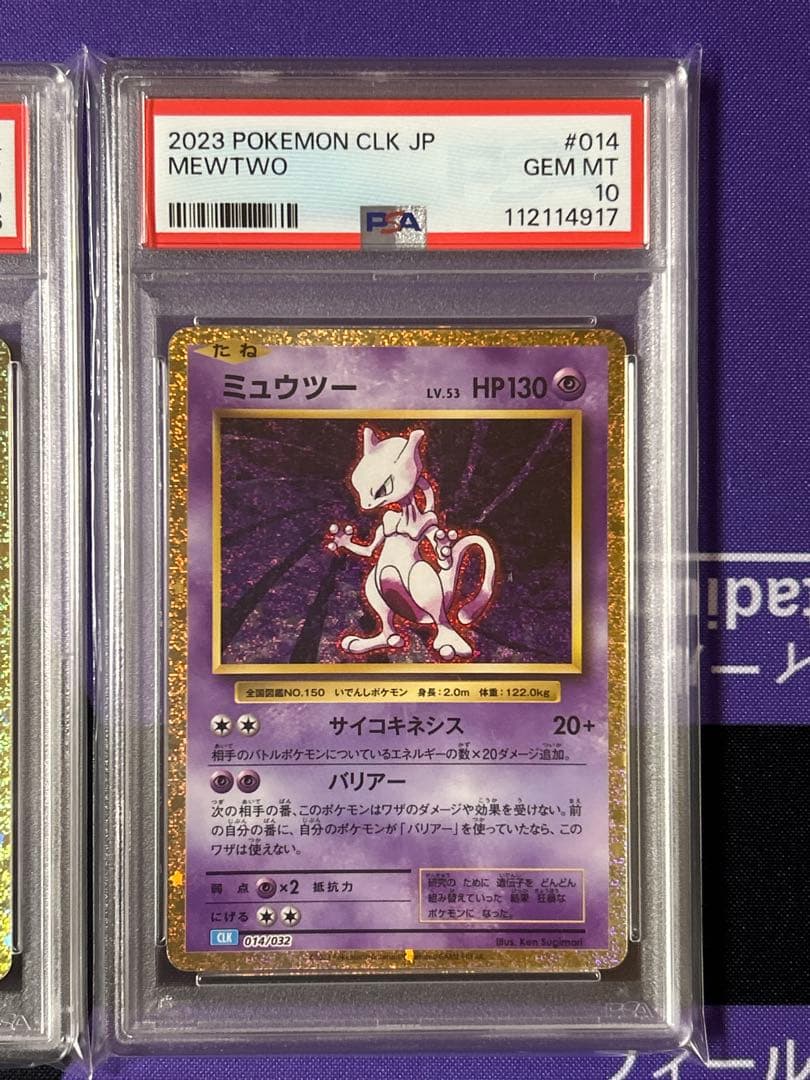 2023 POKEMON CLK JP #014
MEWTWO GEM MT
10
PSA 112114917
たね
ミュウツー LV.53 HP130
全国図鑑NO.150 いでんしポケモン 身長:2.0m 体重:122.0kg
サイコキネシス 20+
相手のバトルポケモンについているエネルギーの数×20ダメージ追加。
バリアー
次の相手の番、このポケモンはワザのダメージや効果を受けない。前
の自分の番に、自分のポケモンが「バリアー」を使っていたなら、この
ワザは使えない。
弱点 ×2 抵抗力
にげる
研究の ために 遺伝子を どんどん
組み替えていった 結果 狂暴な
ポケモンに なった。
CLK 014/032
Illus. Ken Sugimori
PSA
フィール